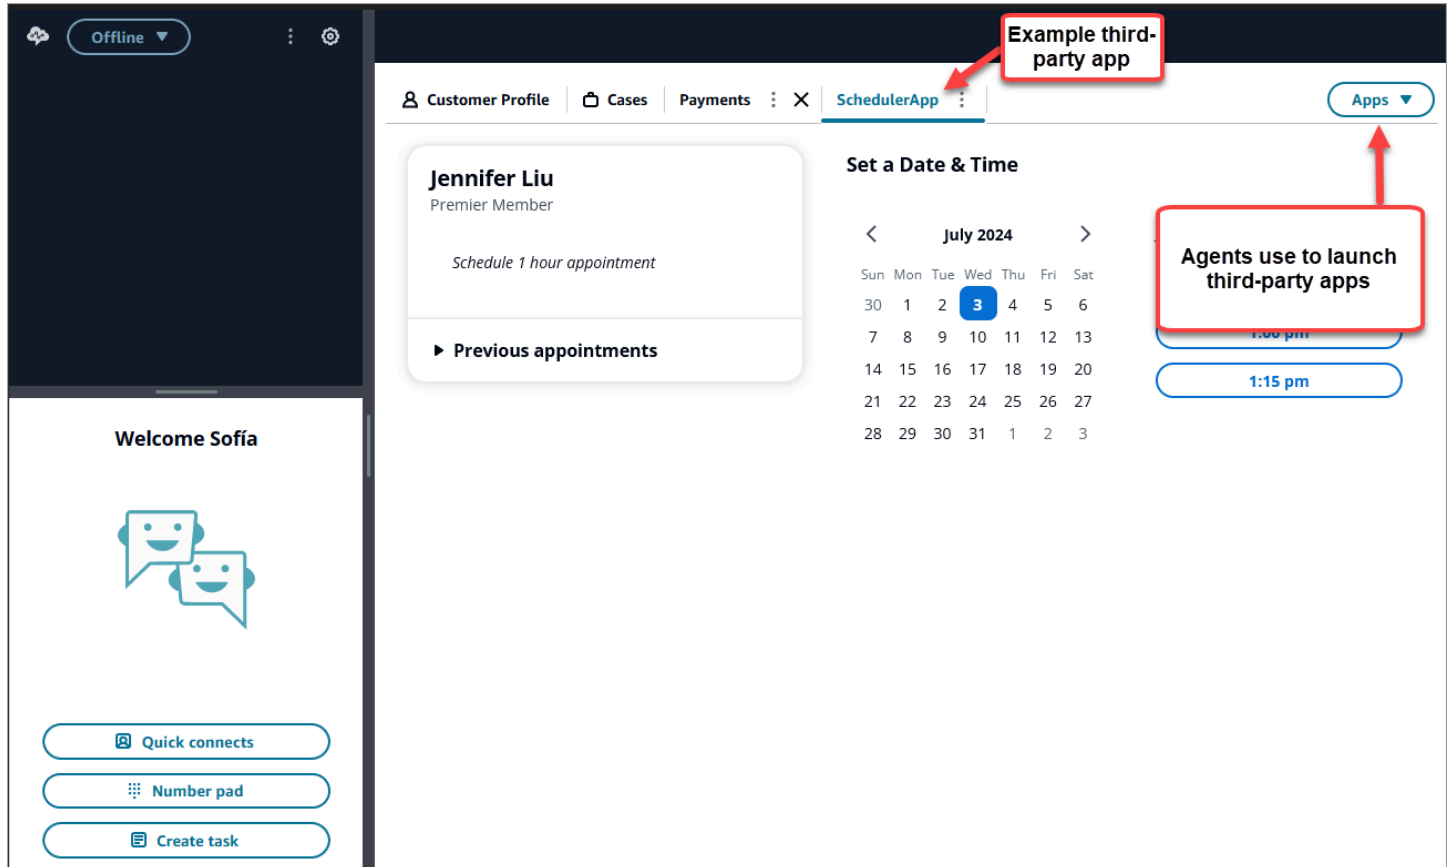 Offline
Example third-
party app
Customer Profile
Cases
Payments
SchedulerApp
Apps
Jennifer Liu
Premier Member
Schedule 1 hour appointment
Previous appointments
Set a Date & Time
July 2024
Sun Mon Tue Wed Thu Fri Sat
30 1 2 3 4 5 6
7 8 9 10 11 12 13
14 15 16 17 18 19 20
21 22 23 24 25 26 27
28 29 30 31 1 2 3
Agents use to launch
third-party apps
1:00 pm
1:15 pm
Welcome Sofía
Quick connects
Number pad
Create task